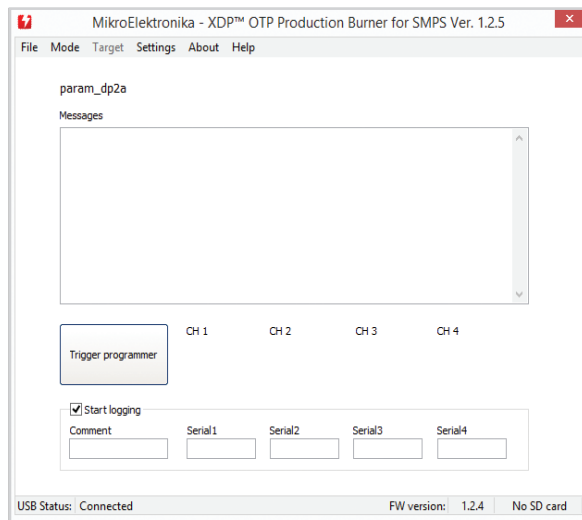 MikroElektronika - XDP™ OTP Production Burner for SMPS Ver. 1.2.5
File Mode Target Settings About Help
param_dp2a
Messages
CH 1 CH 2 CH 3 CH 4
Trigger programmer
Start logging
Comment Serial1 Serial2 Serial3 Serial4
USB Status: Connected FW version: 1.2.4 No SD card